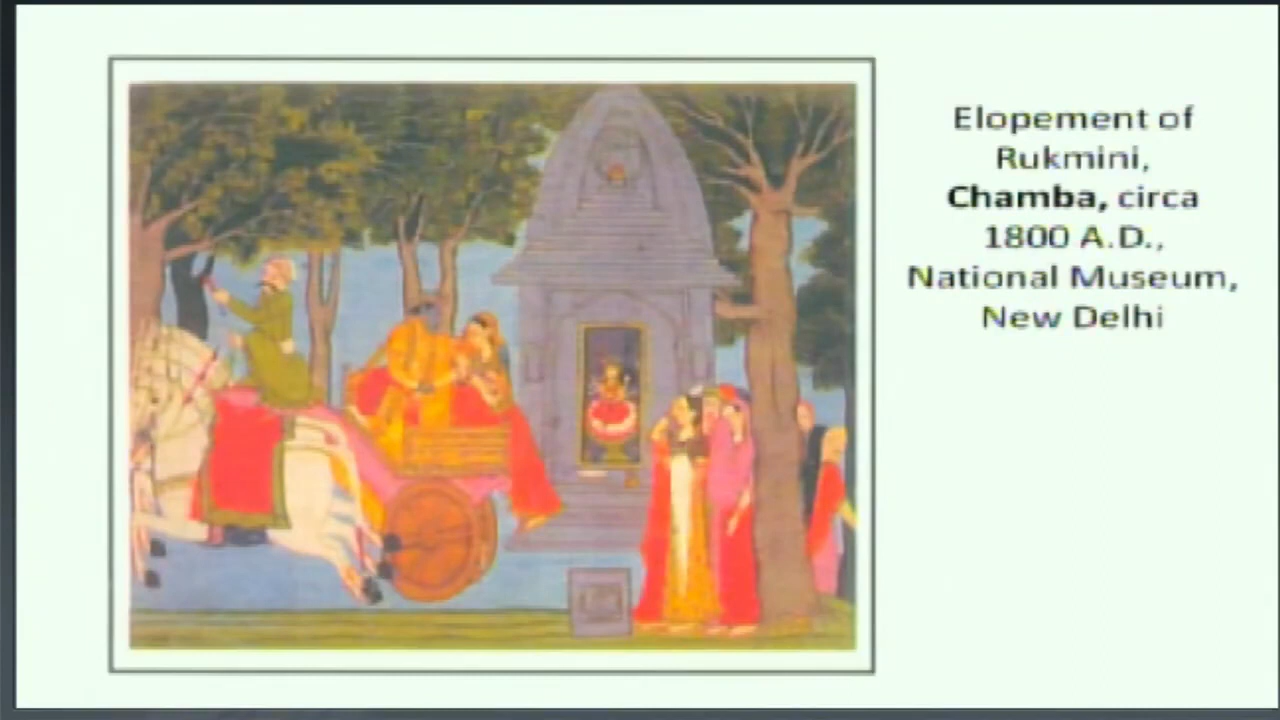 Elopement of
Rukmini,
Chamba, circa
1800 A.D.,
National Museum,
New Delhi